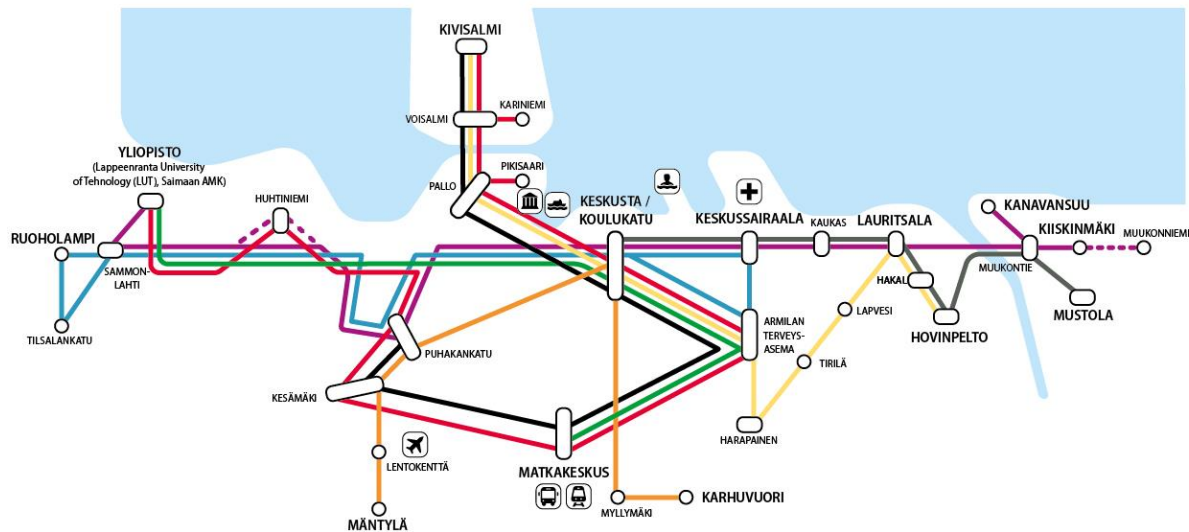 KIVISALMI
KARINIEMI
VOISALMI
YLIOPISTO
(Lappeenranta University
of Tehnology (LUT), Saimaan AMK)
PIKISAARI
PALLO
HUHTINIEMI
KESKUSTA /
KOULUKATU
KESKUSSAIRAALA
KAUKAS
LAURITSALA
KANAVANSUU
KIISKINMÄKI
MUUKONNIEMI
RUOHOLAMPI
SAMMON-
LAHTI
MUUKONTIE
HAKALI
MUSTOLA
TILSALANKATU
PUHAKANKATU
ARMILAN
TERVEYS-
ASEMA
LAPVESI
HOVINPELTO
TIRILÄ
KESÄMÄKI
HARAPAINEN
LENTOKENTTÄ
MATKAKESKUS
MÄNTYLÄ
MYLLYMÄKI
KARHUVUORI